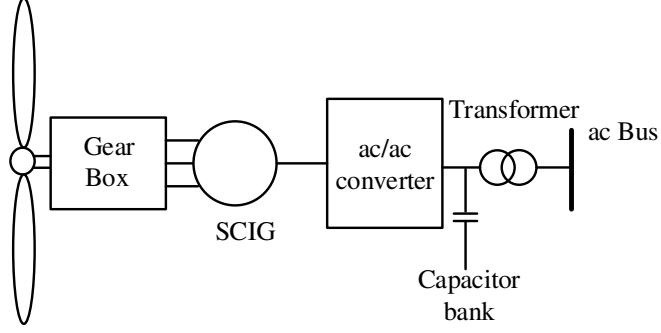 Gear
Box
SCIG
ac/ac
converter
Transformer
ac Bus
Capacitor
bank